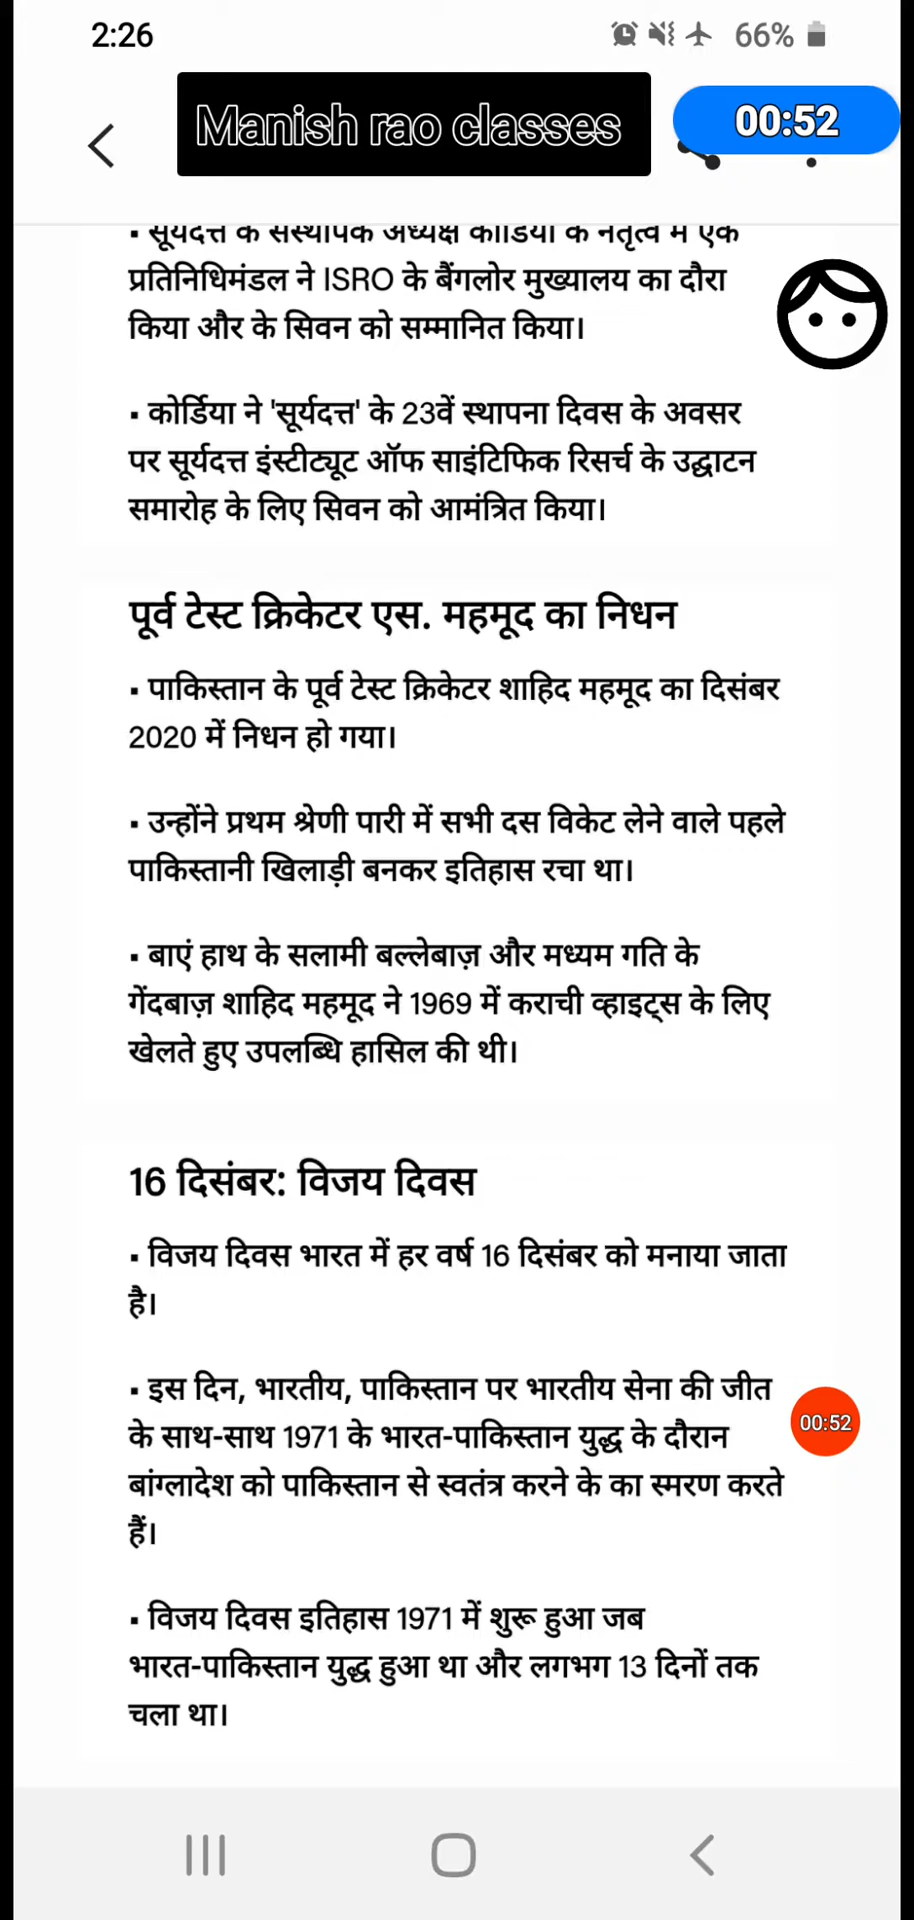 2:26
66%
Manish rao classes
00:52
▪ सूर्यदत्त के संस्थापक अध्यक्ष कोर्डिया के नेतृत्व में एक
प्रतिनिधिमंडल ने ISRO के बैंगलोर मुख्यालय का दौरा
किया और के सिवन को सम्मानित किया।
▪ कोर्डिया ने 'सूर्यदत्त' के 23वें स्थापना दिवस के अवसर
पर सूर्यदत्त इंस्टीट्यूट ऑफ साइंटिफिक रिसर्च के उद्घाटन
समारोह के लिए सिवन को आमंत्रित किया।
पूर्व टेस्ट क्रिकेटर एस. महमूद का निधन
▪ पाकिस्तान के पूर्व टेस्ट क्रिकेटर शाहिद महमूद का दिसंबर
2020 में निधन हो गया।
▪ उन्होंने प्रथम श्रेणी पारी में सभी दस विकेट लेने वाले पहले
पाकिस्तानी खिलाड़ी बनकर इतिहास रचा था।
▪ बाएं हाथ के सलामी बल्लेबाज़ और मध्यम गति के
गेंदबाज़ शाहिद महमूद ने 1969 में कराची व्हाइट्स के लिए
खेलते हुए उपलब्धि हासिल की थी।
16 दिसंबर: विजय दिवस
▪ विजय दिवस भारत में हर वर्ष 16 दिसंबर को मनाया जाता
है।
▪ इस दिन, भारतीय, पाकिस्तान पर भारतीय सेना की जीत
के साथ-साथ 1971 के भारत-पाकिस्तान युद्ध के दौरान
00:52
बांग्लादेश को पाकिस्तान से स्वतंत्र करने के का स्मरण करते
हैं।
▪ विजय दिवस इतिहास 1971 में शुरू हुआ जब
भारत-पाकिस्तान युद्ध हुआ था और लगभग 13 दिनों तक
चला था।